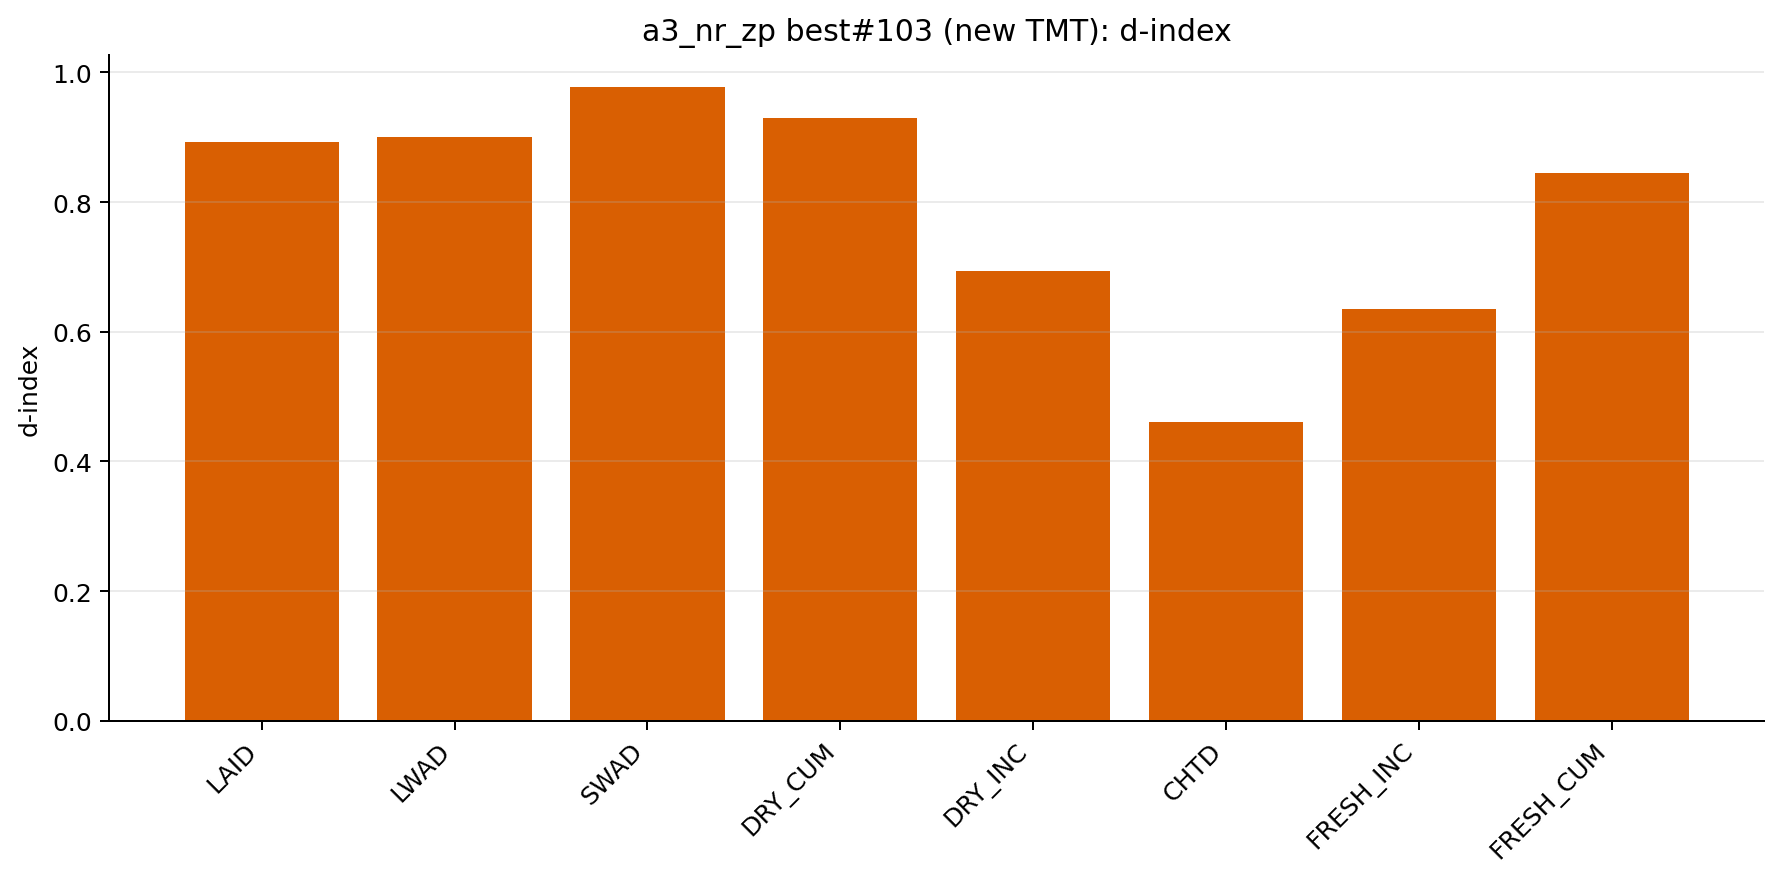 a3_nr_zp best#103 (new TMT): d-index
1.0
0.8
0.6
0.4
0.2
0.0
d-index
LAID
LWAD
SWAD
DRY_CUM
DRY_INC
CHTD
FRESH_INC
FRESH_CUM